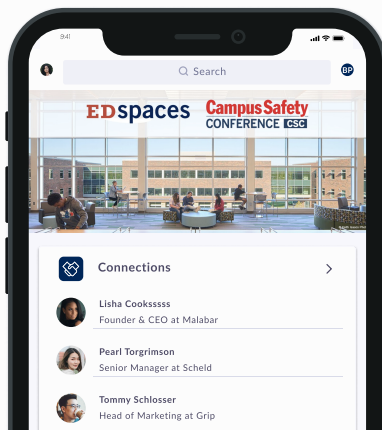 9:41
Search
BP
EDspaces
Campus Safety
CONFERENCE CSC
Connections
Lisha Cooksssss
Founder & CEO at Malabar
Pearl Torgrimson
Senior Manager at Scheld
Tommy Schlosser
Head of Marketing at Grip